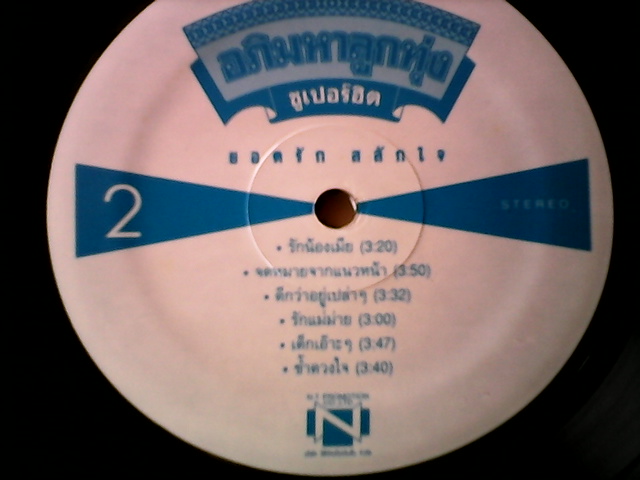 อภิมหาลูกทุ่ง
ซูเปอร์ฮิต
ยอดรัก สลักใจ
2
STEREO
• รักน้องเมีย (3:20)
• จดหมายจากแนวหน้า (3:50)
• ดีกว่าอยู่เปล่าๆ (3:32)
• รักแม่ม่าย (3:00)
• เด็กเอ๊าะๆ (3:47)
• ช้ำดวงใจ (3:40)
N